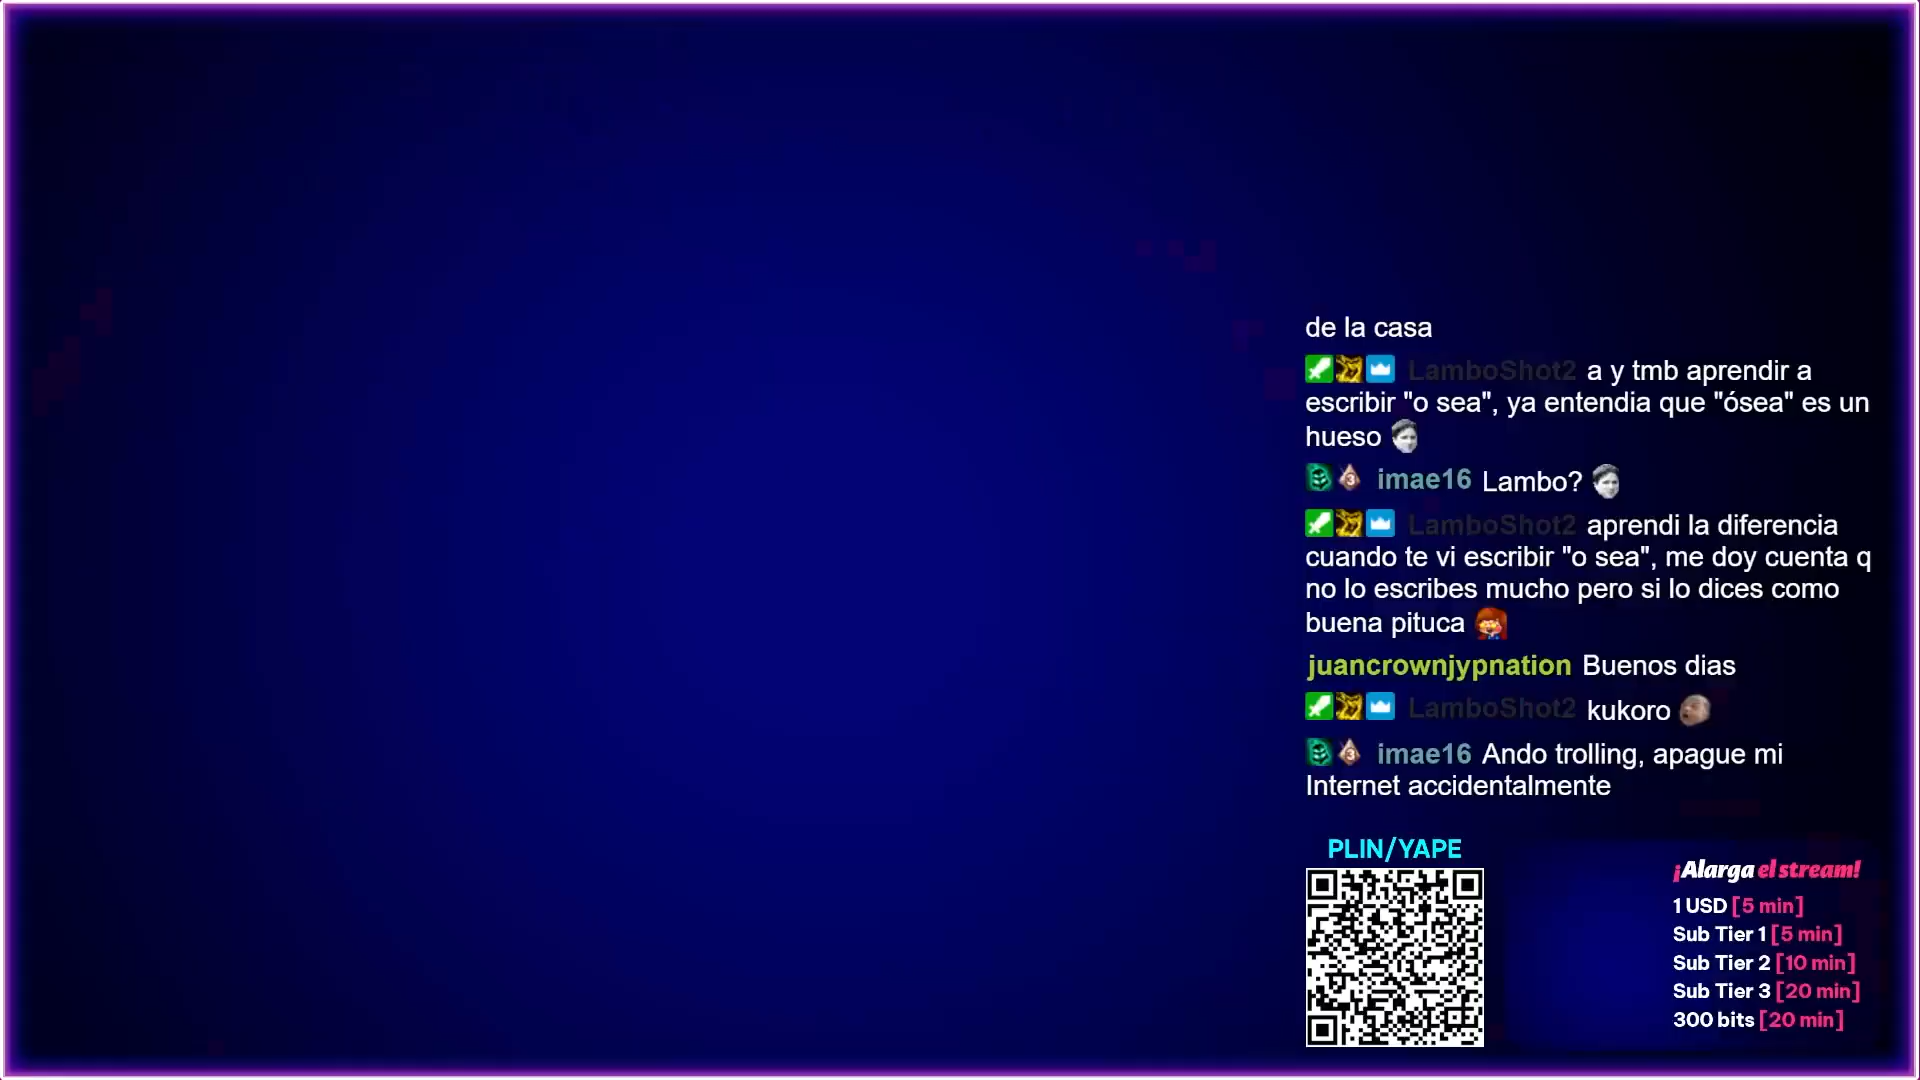 de la casa
LamboShot2 a y tmb aprendir a
escribir "o sea", ya entendia que "ósea" es un
hueso
imae16 Lambo?
LamboShot2 aprendi la diferencia
cuando te vi escribir "o sea", me doy cuenta q
no lo escribes mucho pero si lo dices como
buena pituca
juancrownjypnation Buenos dias
LamboShot2 kukoro
imae16 Ando trolling, apague mi
Internet accidentalmente
PLIN/YAPE
¡Alarga el stream!
1 USD [5 min]
Sub Tier 1 [5 min]
Sub Tier 2 [10 min]
Sub Tier 3 [20 min]
300 bits [20 min]